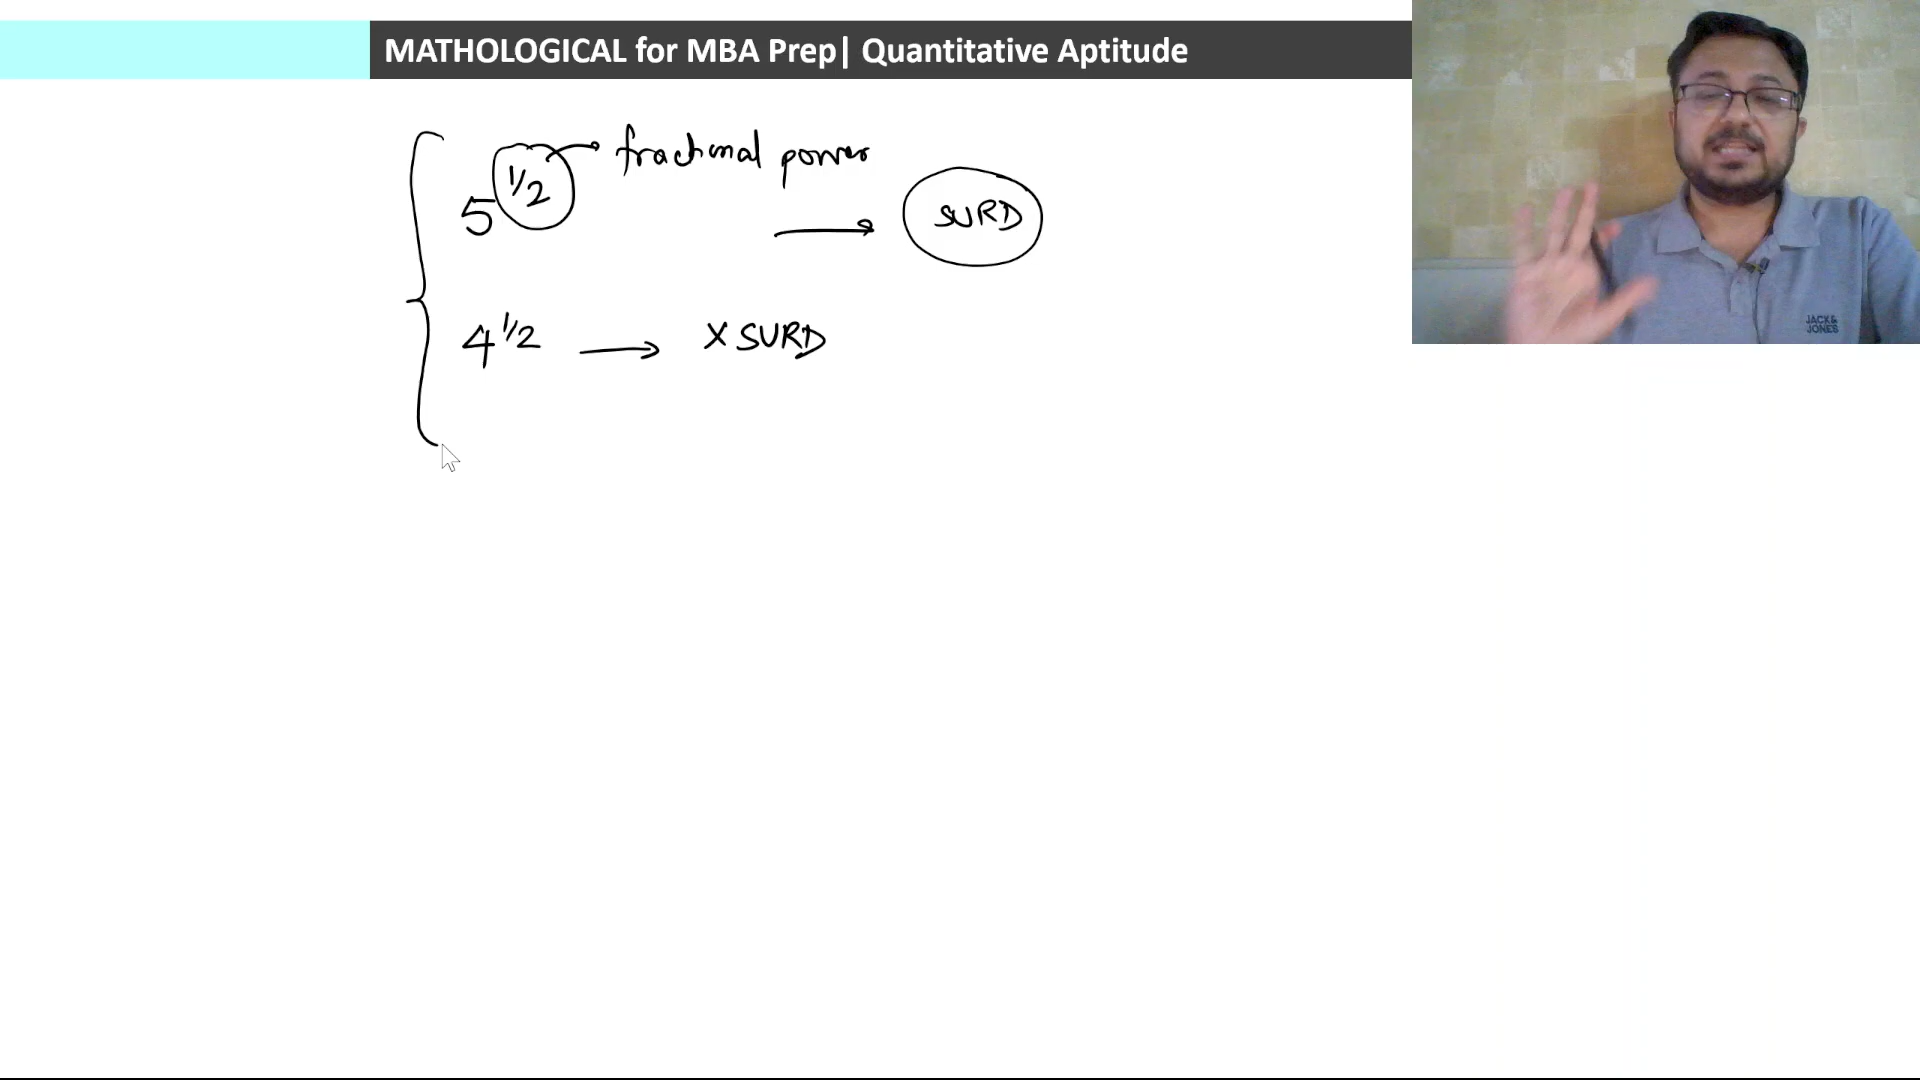 MATHOLOGICAL for MBA Prep| Quantitative Aptitude
5^1/2 → fractional power
→ SURD
4^1/2 → X SURD
JACK&
JONES